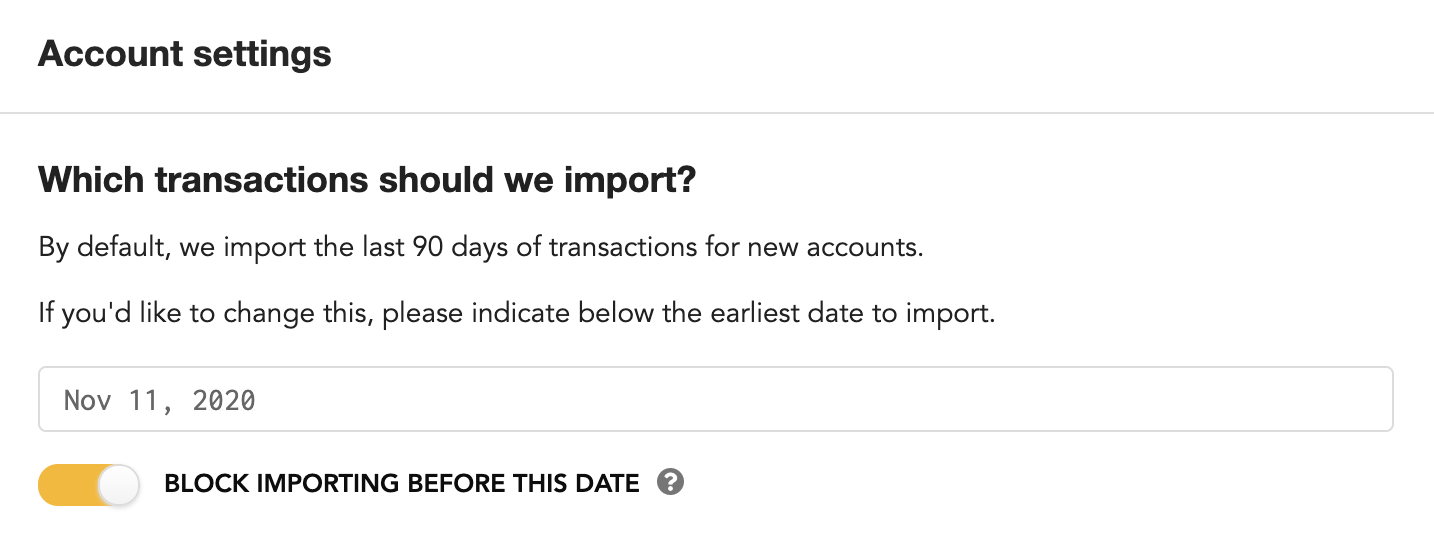 Account settings
Which transactions should we import?
By default, we import the last 90 days of transactions for new accounts.
If you'd like to change this, please indicate below the earliest date to import.
Nov 11, 2020
BLOCK IMPORTING BEFORE THIS DATE ?